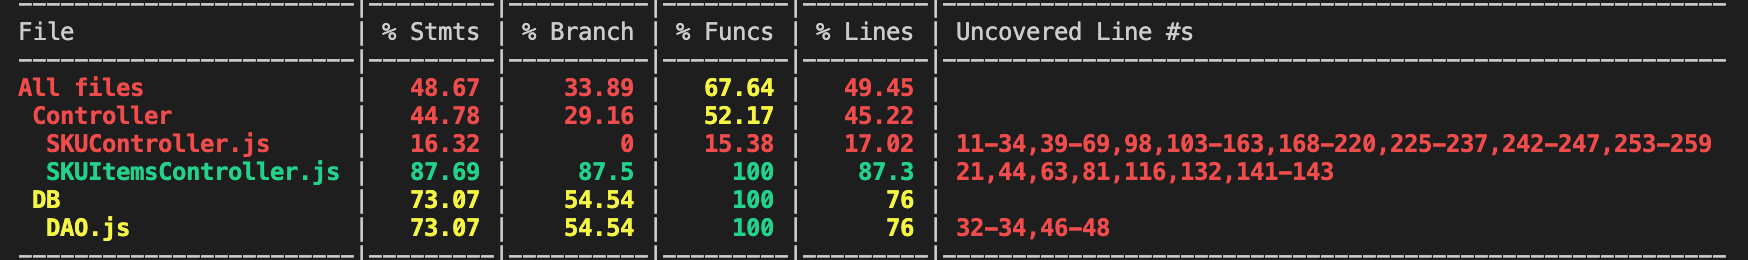 File | % Stmts | % Branch | % Funcs | % Lines | Uncovered Line #s
All files | 48.67 | 33.89 | 67.64 | 49.45 |
Controller | 44.78 | 29.16 | 52.17 | 45.22 |
SKUController.js | 16.32 | 0 | 15.38 | 17.02 | 11-34,39-69,98,103-163,168-220,225-237,242-247,253-259
SKUItemsController.js | 87.69 | 87.5 | 100 | 87.3 | 21,44,63,81,116,132,141-143
DB | 73.07 | 54.54 | 100 | 76 |
DAO.js | 73.07 | 54.54 | 100 | 76 | 32-34,46-48